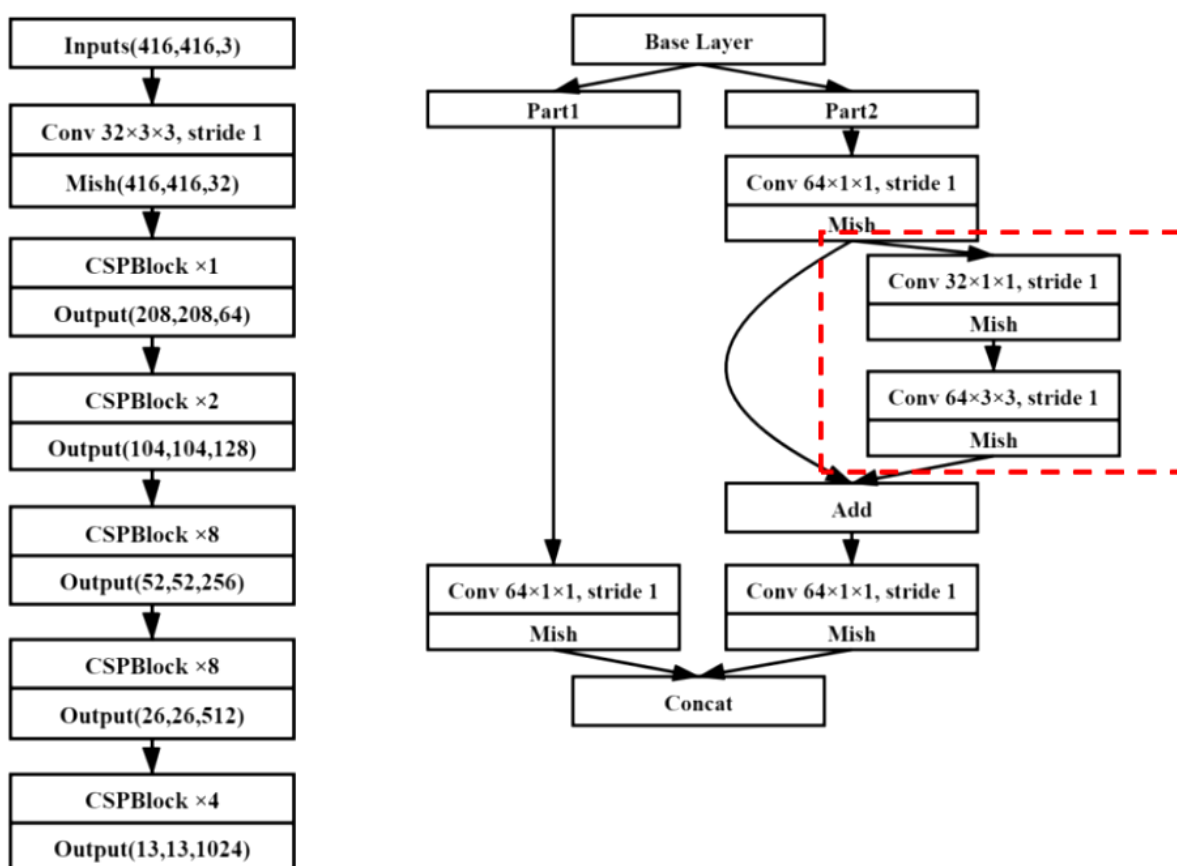 Inputs(416,416,3)
Conv 32×3×3, stride 1
Mish(416,416,32)
CSPBlock ×1
Output(208,208,64)
CSPBlock ×2
Output(104,104,128)
CSPBlock ×8
Output(52,52,256)
CSPBlock ×8
Output(26,26,512)
CSPBlock ×4
Output(13,13,1024)
Base Layer
Part1
Part2
Conv 64×1×1, stride 1
Mish
Conv 32×1×1, stride 1
Mish
Conv 64×3×3, stride 1
Mish
Add
Conv 64×1×1, stride 1
Mish
Conv 64×1×1, stride 1
Mish
Concat